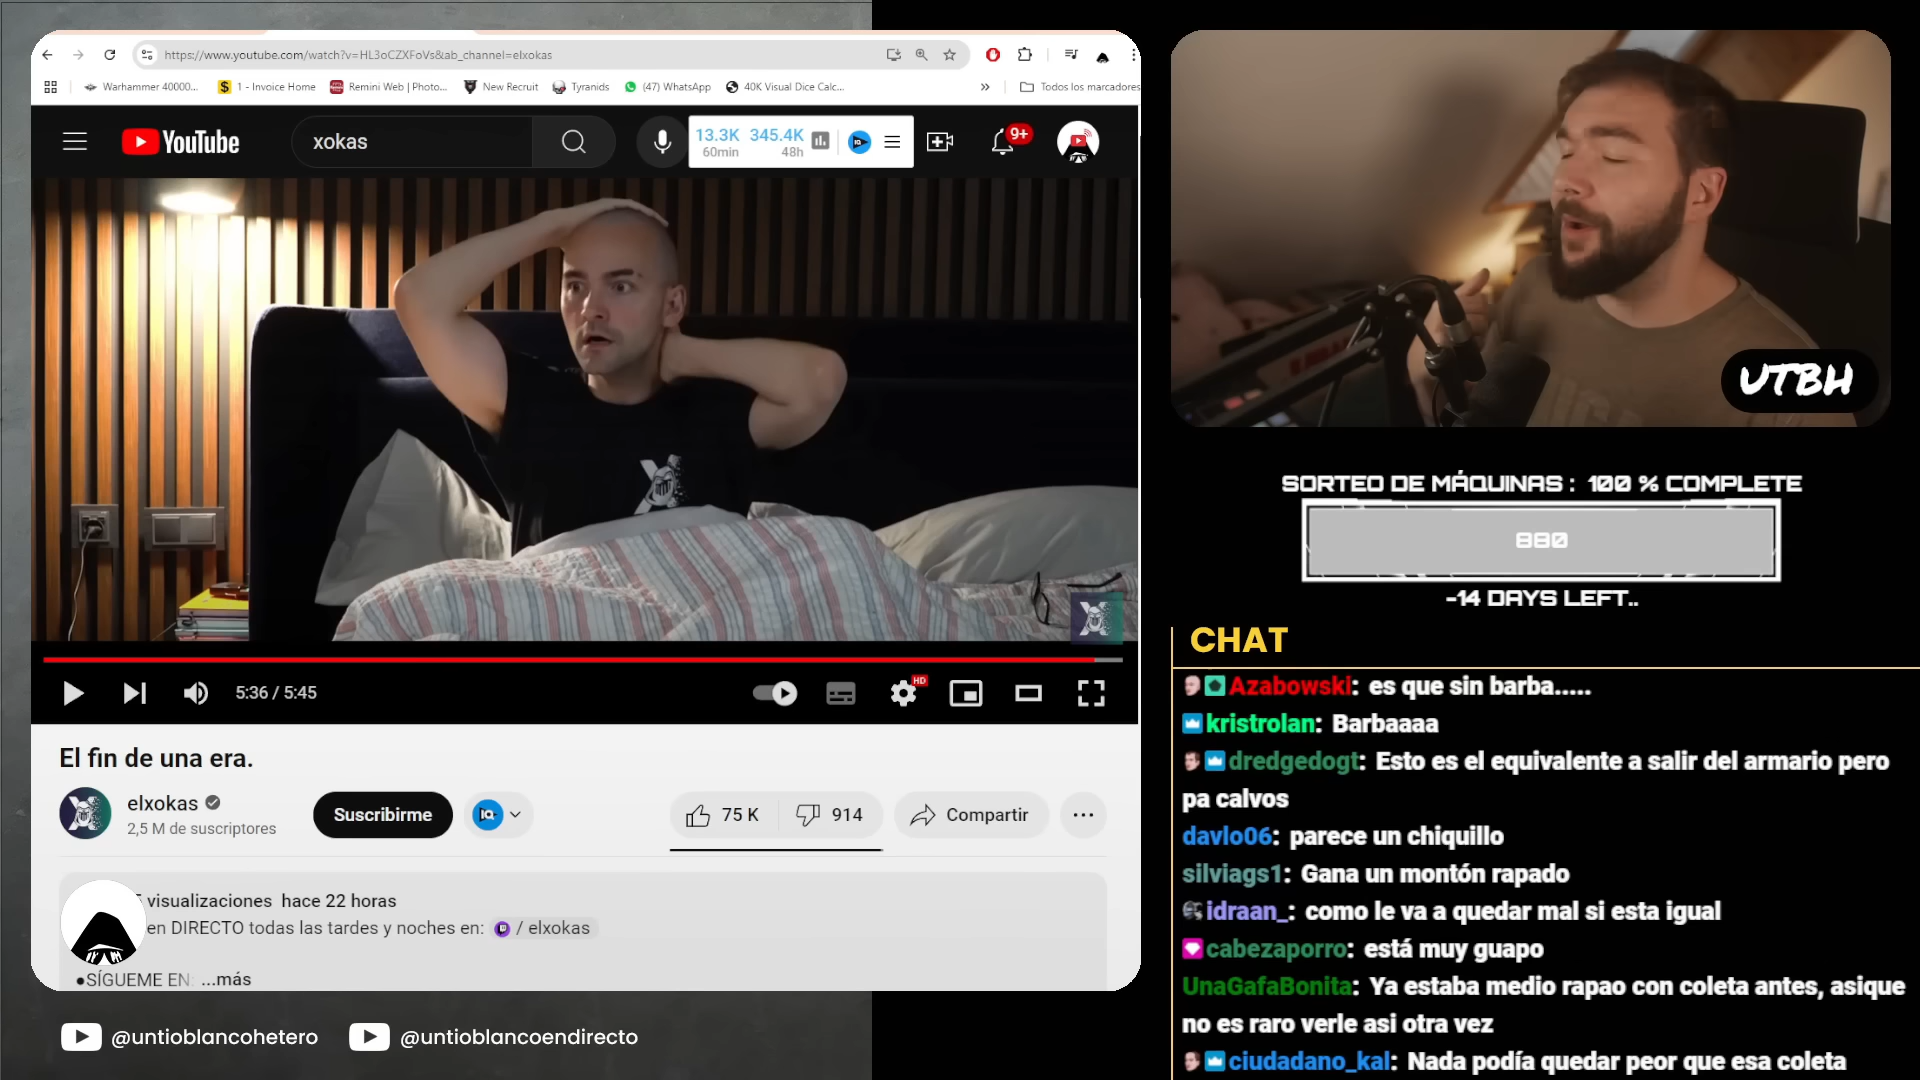 https://www.youtube.com/watch?v=HL3oCZXFoVs&ab_channel=elxokas
Warhammer 40000...
$ 1 - Invoice Home
Remini Web | Photo...
New Recruit
Tyranids
(47) WhatsApp
40K Visual Dice Calc...
»
Todos los marcadores
YouTube
xokas
13.3K 345.4K
60min 48h
9+
UTBH
5:36 / 5:45
HD
El fin de una era.
elxokas
2,5 M de suscriptores
Suscribirme
75 K
914
Compartir
visualizaciones hace 22 horas
en DIRECTO todas las tardes y noches en: / elxokas
•SÍGUEME EN: ...más
@untioblancohetero @untioblancoendirecto
SORTEO DE MÁQUINAS : 100 % COMPLETE
880
-14 DAYS LEFT..
CHAT
Azabowski: es que sin barba.....
kristrolan: Barbaaaa
dredgedogt: Esto es el equivalente a salir del armario pero
pa calvos
davlo06: parece un chiquillo
silviags1: Gana un montón rapado
idraan_: como le va a quedar mal si esta igual
cabezaporro: está muy guapo
UnaGafaBonita: Ya estaba medio rapao con coleta antes, asique
no es raro verle asi otra vez
ciudadano_kal: Nada podía quedar peor que esa coleta